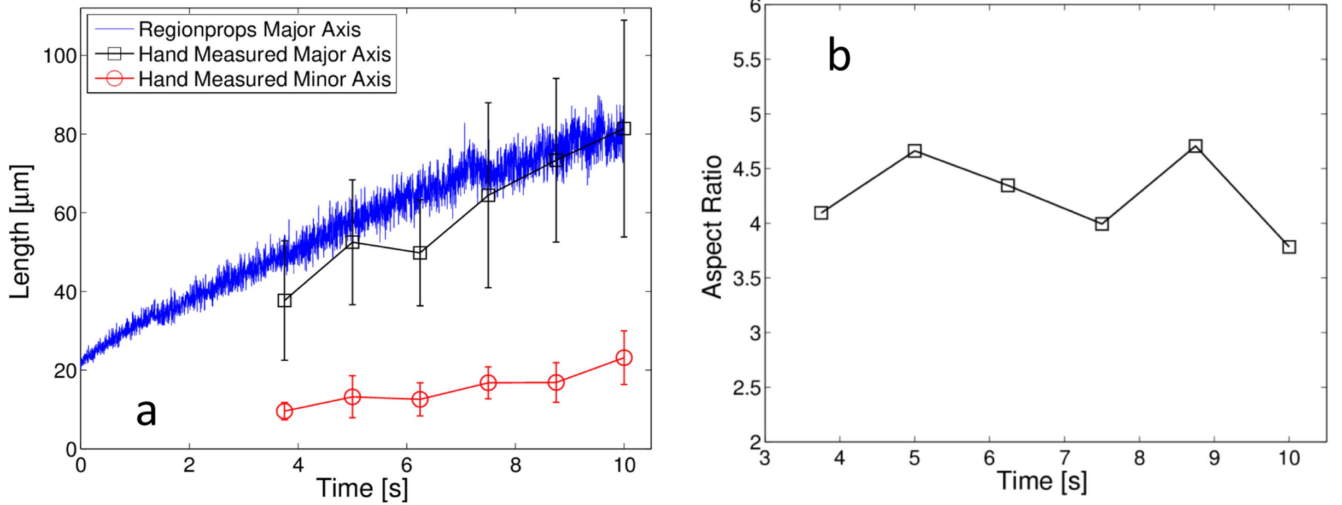 Regionprops Major Axis
Hand Measured Major Axis
Hand Measured Minor Axis
100
80
60
40
20
0
Length [µm]
a
0 2 4 6 8 10
Time [s]
b
6
5.5
5
4.5
4
3.5
3
2.5
2
Aspect Ratio
3 4 5 6 7 8 9 10
Time [s]